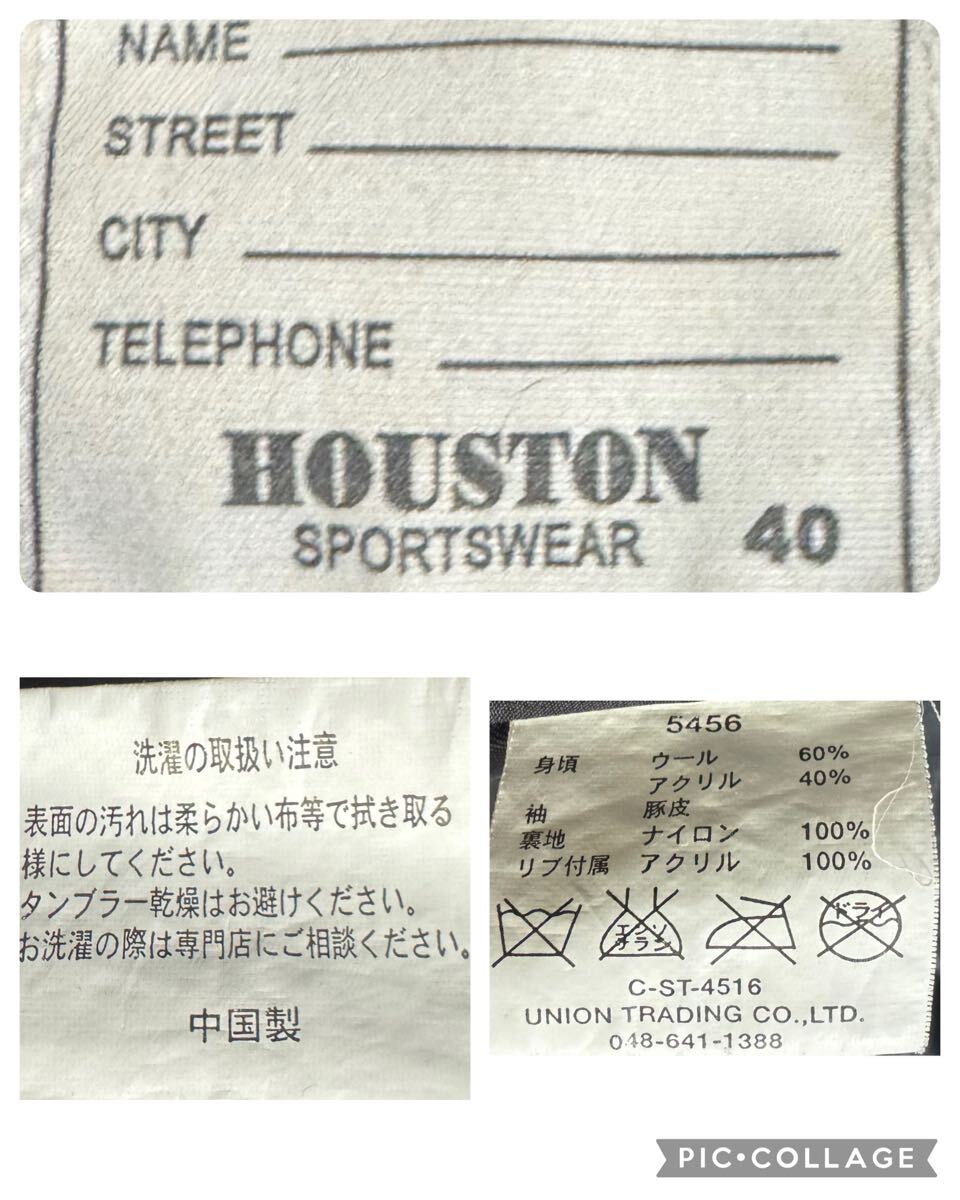 NAME
STREET
CITY
TELEPHONE
HOUSTON
SPORTSWEAR 40
洗濯の取扱い注意
表面の汚れは柔らかい布等で拭き取る
様にしてください。
タンブラー乾燥はお避けください。
お洗濯の際は専門店にご相談ください。
中国製
5456
身頃 ウール 60%
アクリル 40%
袖 豚皮
裏地 ナイロン 100%
リブ付属 アクリル 100%
エンソ
サラシ
ドライ
C-ST-4516
UNION TRADING CO.,LTD.
048-641-1388
PIC•COLLAGE